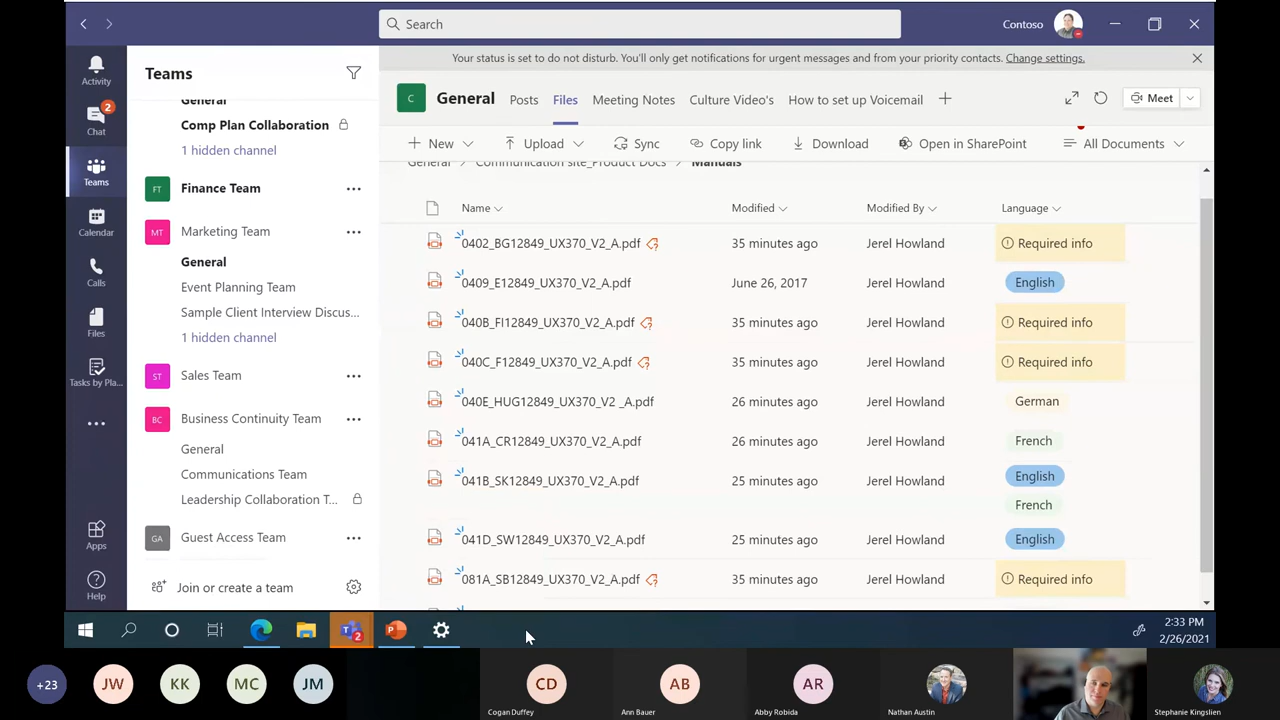 Search
Contoso
Activity
Chat
2
Teams
Calendar
Calls
Files
Tasks by Pla...
Apps
Help
Teams
General
Comp Plan Collaboration
1 hidden channel
FT Finance Team
MT Marketing Team
General
Event Planning Team
Sample Client Interview Discus...
1 hidden channel
ST Sales Team
BC Business Continuity Team
General
Communications Team
Leadership Collaboration T...
GA Guest Access Team
Join or create a team
Your status is set to do not disturb. You'll only get notifications for urgent messages and from your priority contacts. Change settings.
C General Posts Files Meeting Notes Culture Video's How to set up Voicemail Meet
New Upload Sync Copy link Download Open in SharePoint All Documents
General Communication site_Product Docs Manuals
Name Modified Modified By Language
0402_BG12849_UX370_V2_A.pdf 35 minutes ago Jerel Howland Required info
0409_E12849_UX370_V2_A.pdf June 26, 2017 Jerel Howland English
040B_FI12849_UX370_V2_A.pdf 35 minutes ago Jerel Howland Required info
040C_F12849_UX370_V2_A.pdf 35 minutes ago Jerel Howland Required info
040E_HUG12849_UX370_V2 _A.pdf 26 minutes ago Jerel Howland German
041A_CR12849_UX370_V2_A.pdf 26 minutes ago Jerel Howland French
041B_SK12849_UX370_V2_A.pdf 25 minutes ago Jerel Howland English
French
041D_SW12849_UX370_V2_A.pdf 25 minutes ago Jerel Howland English
081A_SB12849_UX370_V2_A.pdf 35 minutes ago Jerel Howland Required info
2
2:33 PM
2/26/2021
+23 JW KK MC JM CD AB AR
Cogan Duffey Ann Bauer Abby Robida Nathan Austin Stephanie Kingslien